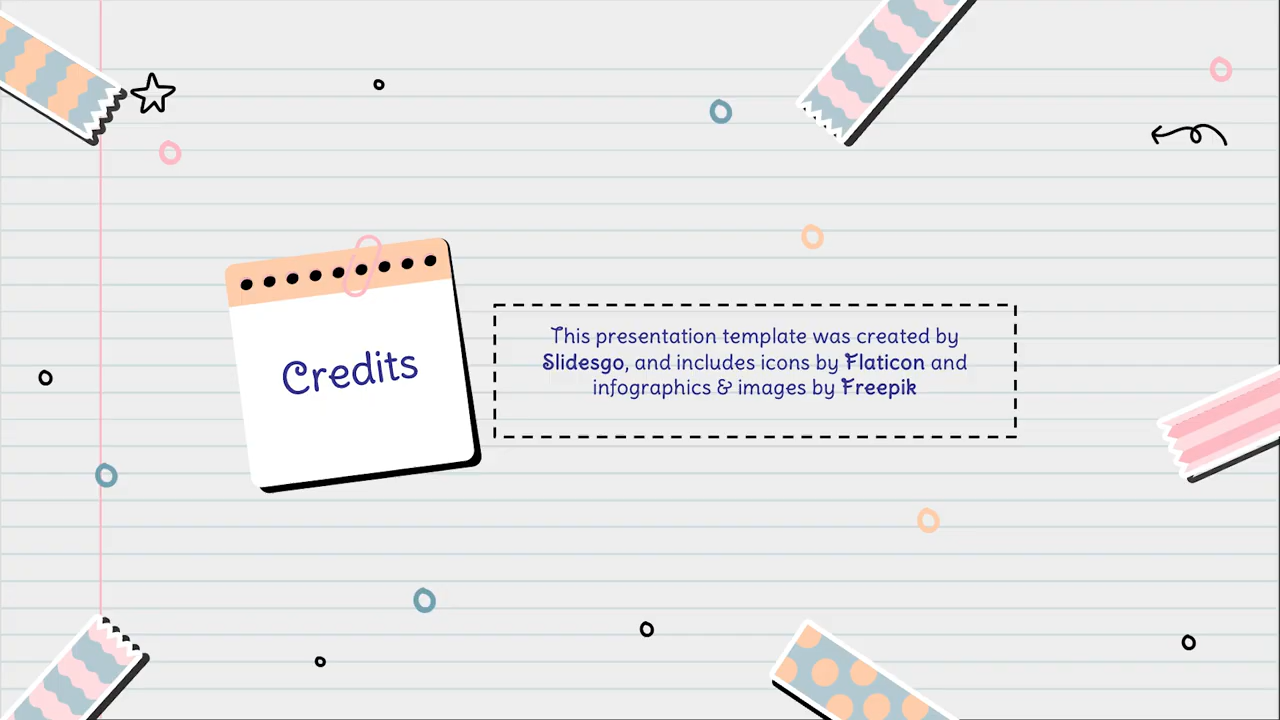 Credits
This presentation template was created by
Slidesgo, and includes icons by Flaticon and
infographics & images by Freepik